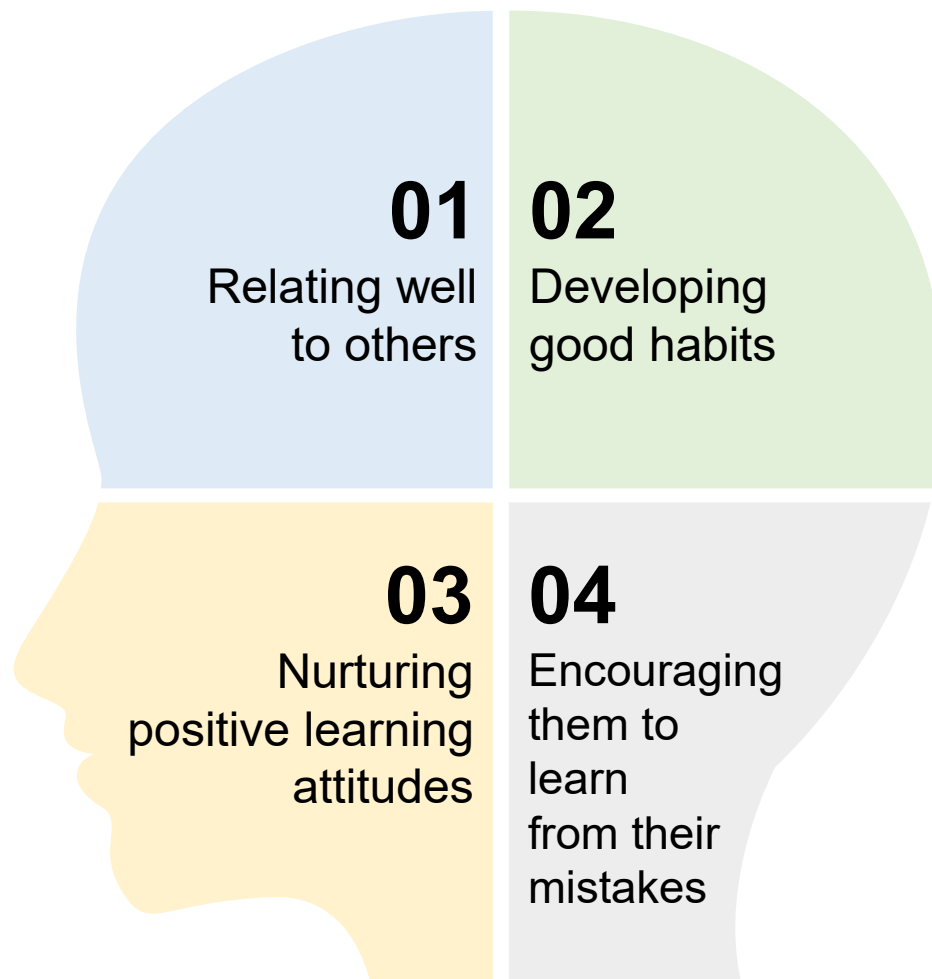 01
Relating well
to others
02
Developing
good habits
03
Nurturing
positive learning
attitudes
04
Encouraging
them to
learn
from their
mistakes